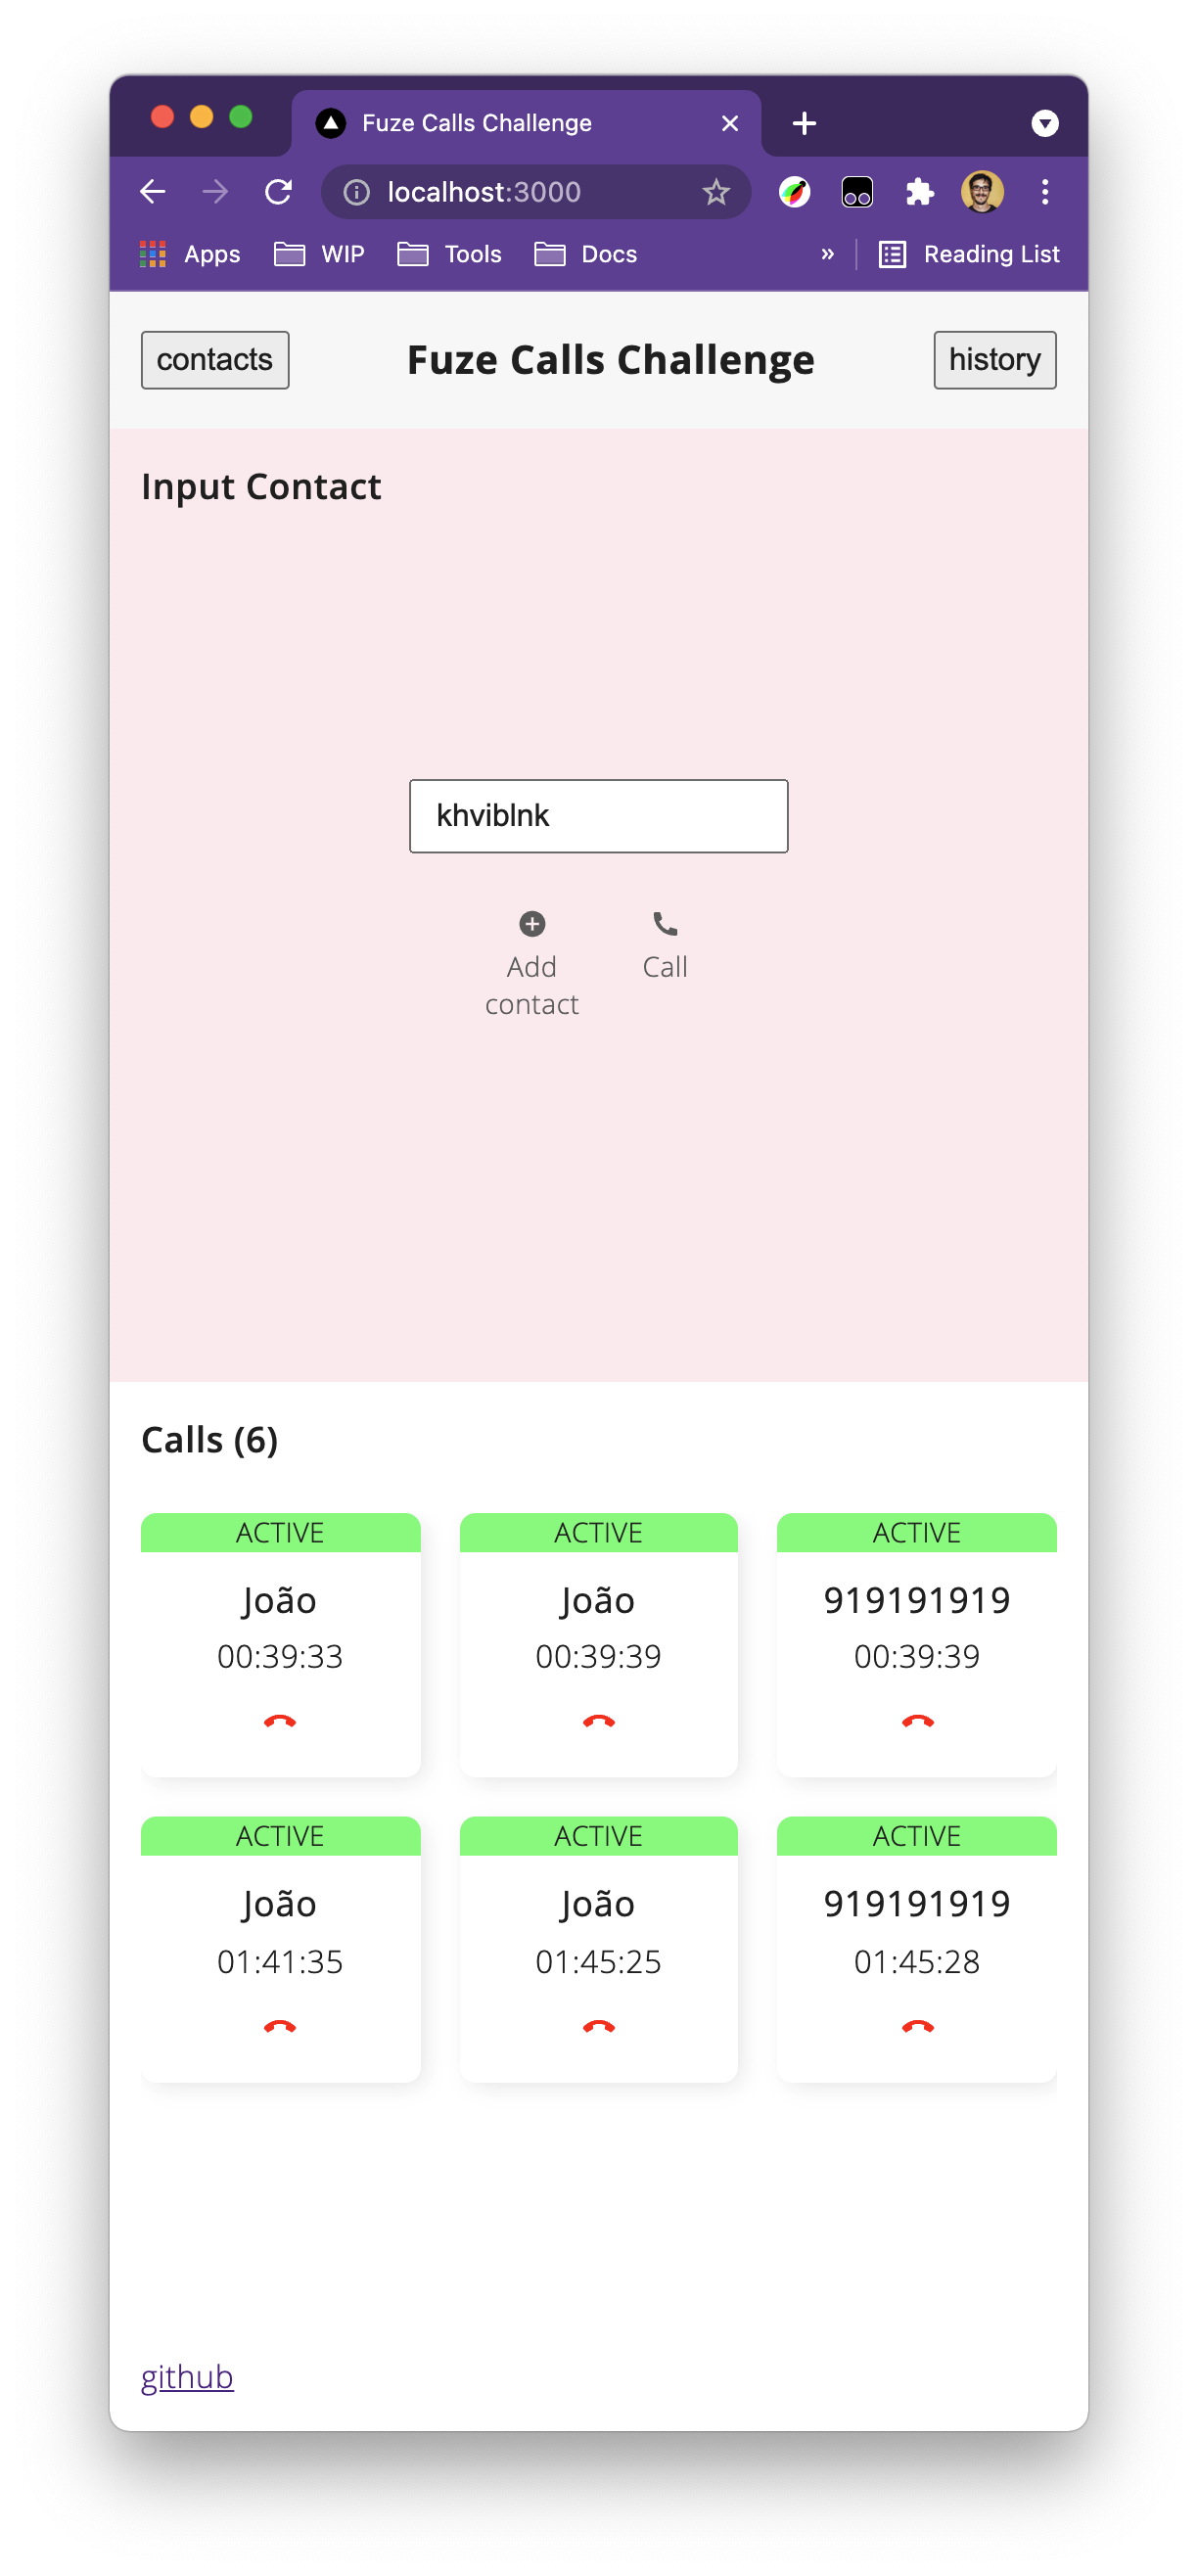 Fuze Calls Challenge
localhost:3000
Apps WIP Tools Docs » Reading List
contacts Fuze Calls Challenge history
Input Contact
khviblnk
Add contact
Call
Calls (6)
ACTIVE ACTIVE ACTIVE
João João 919191919
00:39:33 00:39:39 00:39:39
ACTIVE ACTIVE ACTIVE
João João 919191919
01:41:35 01:45:25 01:45:28
github